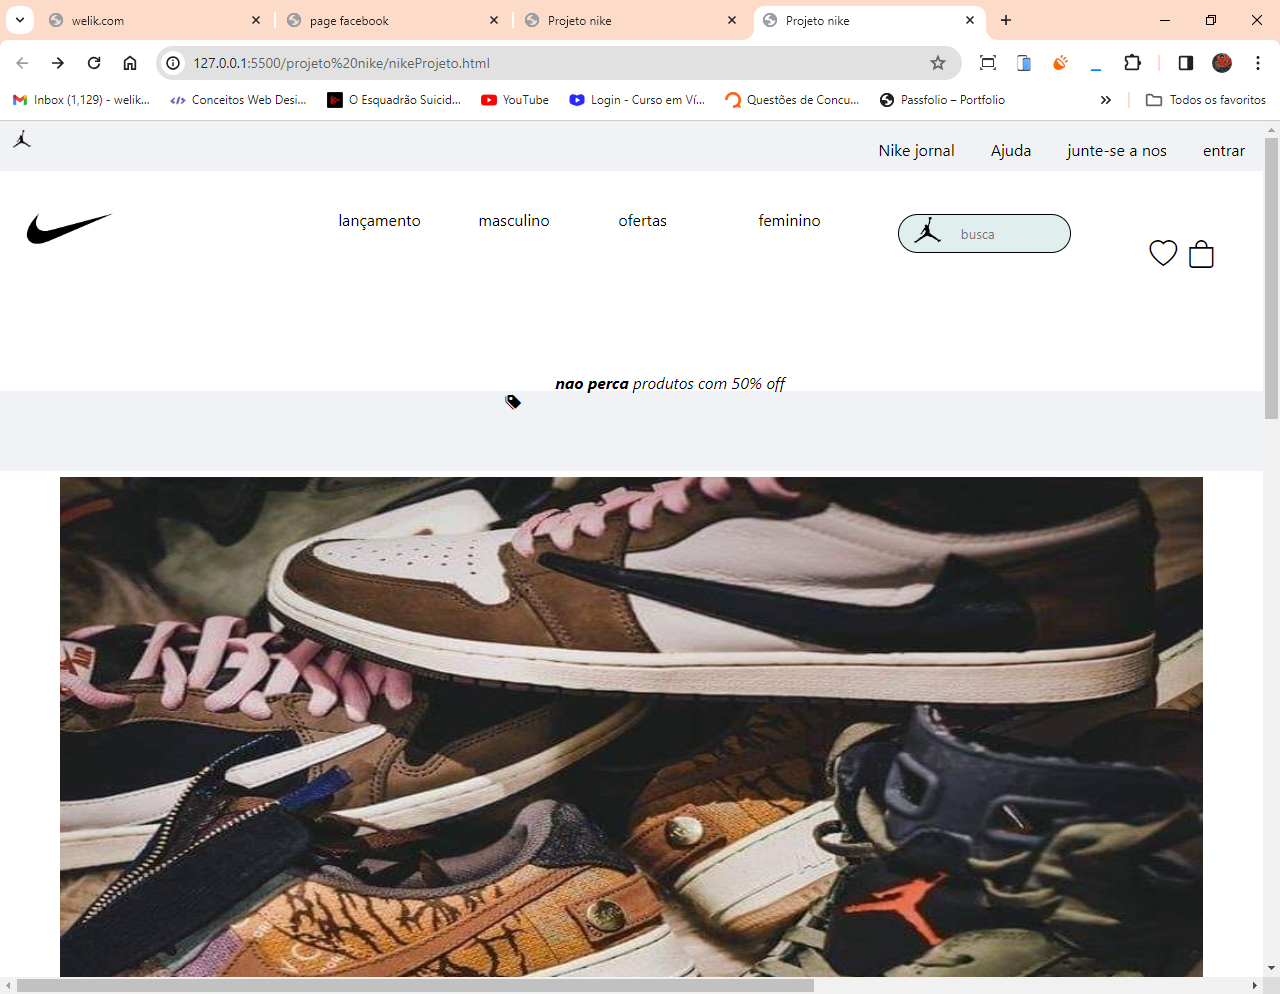 welik.com
page facebook
Projeto nike
Projeto nike
127.0.0.1:5500/projeto%20nike/nikeProjeto.html
Inbox (1,129) - welik...
Conceitos Web Desi...
O Esquadrão Suicid...
YouTube
Login - Curso em Ví...
Questões de Concu...
Passfolio – Portfolio
Todos os favoritos
Nike jornal
Ajuda
junte-se a nos
entrar
lançamento
masculino
ofertas
feminino
busca
nao perca produtos com 50% off